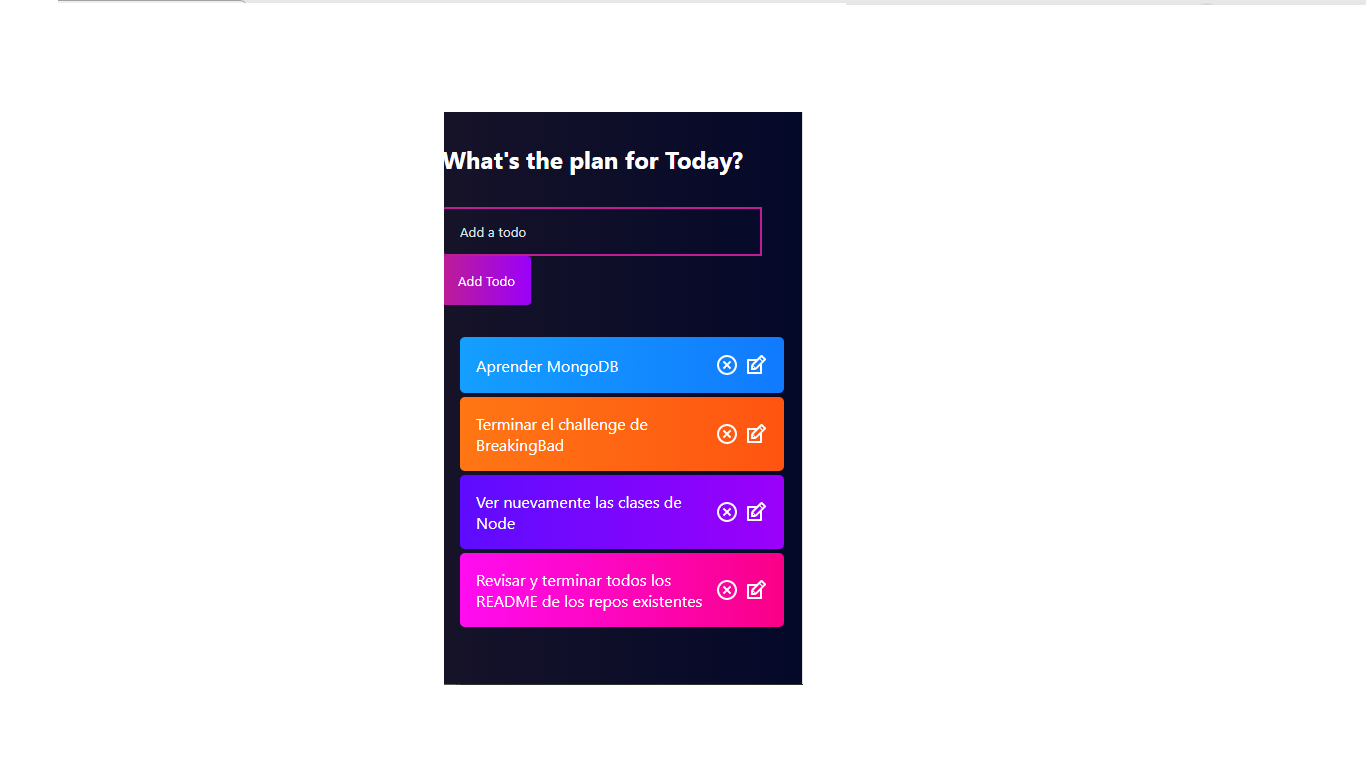 What's the plan for Today?
Add a todo
Add Todo
Aprender MongoDB
Terminar el challenge de
BreakingBad
Ver nuevamente las clases de
Node
Revisar y terminar todos los
README de los repos existentes